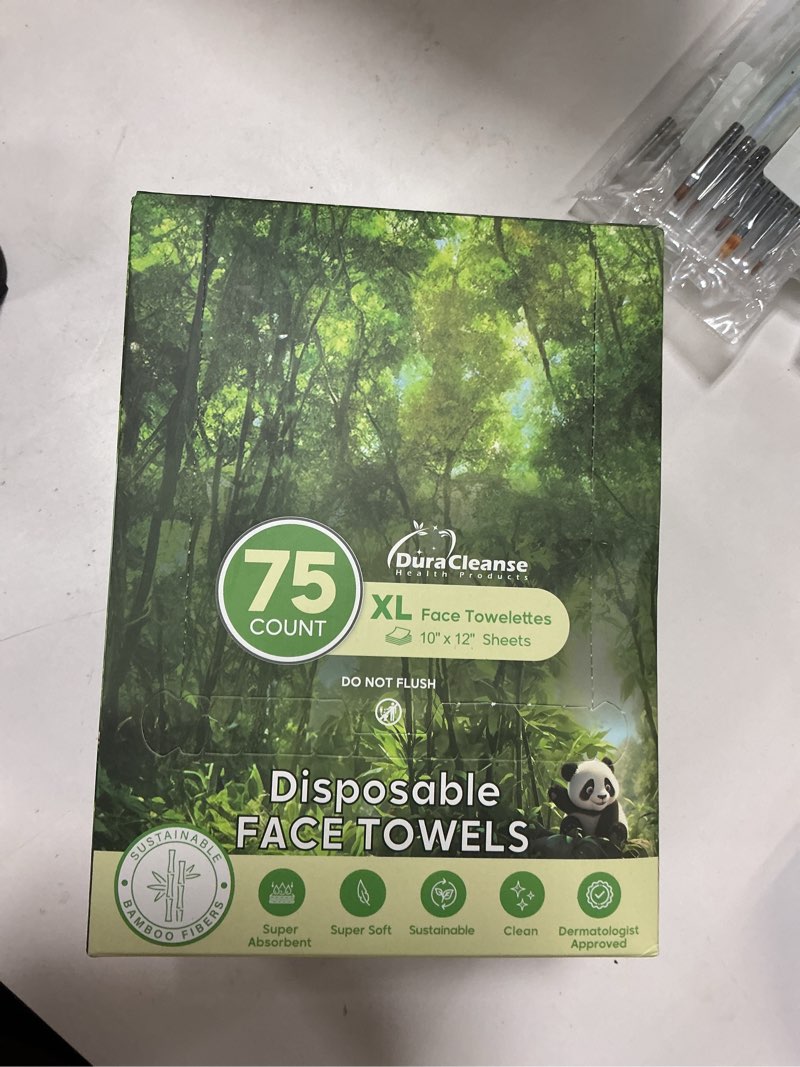 75
COUNT
DuraCleanse
Health Products
XL Face Towelettes
10" x 12" Sheets
DO NOT FLUSH
Disposable
FACE TOWELS
SUSTAINABLE
BAMBOO FIBERS
Super
Absorbent
Super Soft
Sustainable
Clean
Dermatologist
Approved